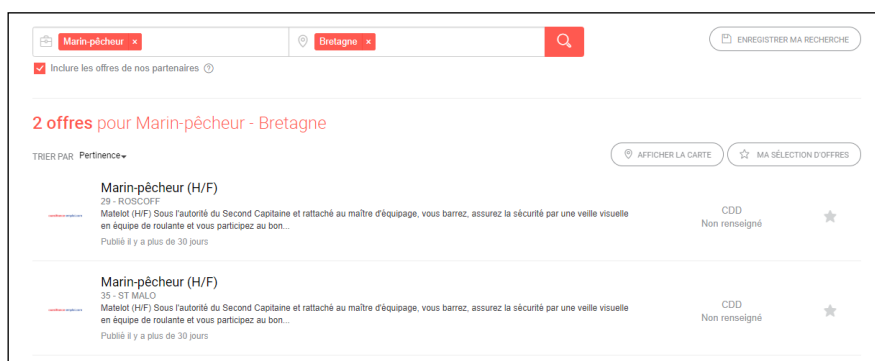 Marin-pêcheur ×
Bretagne ×
ENREGISTRER MA RECHERCHE
Inclure les offres de nos partenaires ?
2 offres pour Marin-pêcheur - Bretagne
TRIER PAR Pertinence
AFFICHER LA CARTE
MA SÉLECTION D'OFFRES
Marin-pêcheur (H/F)
29 - ROSCOFF
Matelot (H/F) Sous l'autorité du Second Capitaine et rattaché au maître d'équipage, vous barrez, assurez la sécurité par une veille visuelle
en équipe de roulante et vous participez au bon...
Publié il y a plus de 30 jours
CDD
Non renseigné
Marin-pêcheur (H/F)
35 - ST MALO
Matelot (H/F) Sous l'autorité du Second Capitaine et rattaché au maître d'équipage, vous barrez, assurez la sécurité par une veille visuelle
en équipe de roulante et vous participez au bon...
Publié il y a plus de 30 jours
CDD
Non renseigné